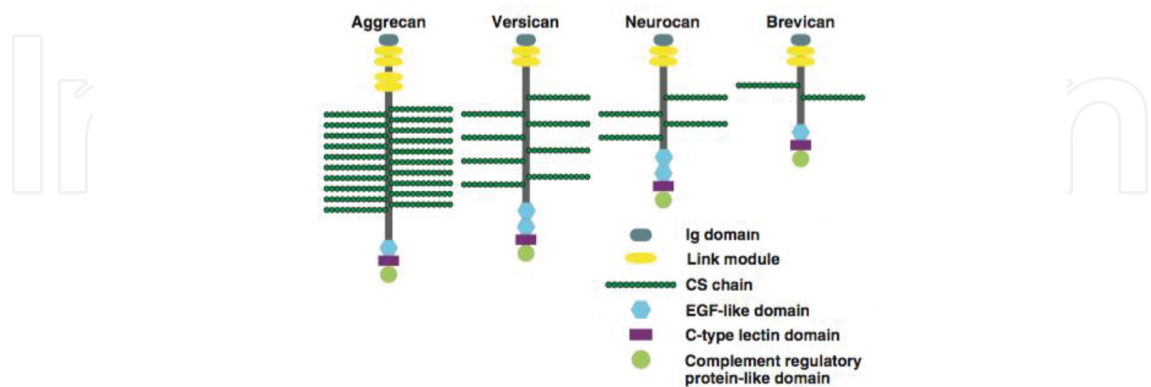 Aggrecan Versican Neurocan Brevican
Ig domain
Link module
CS chain
EGF-like domain
C-type lectin domain
Complement regulatory
protein-like domain